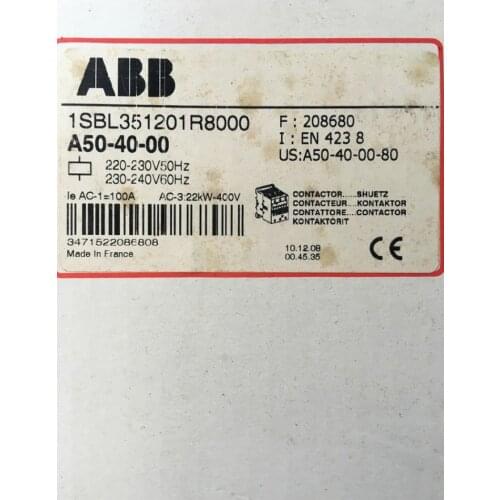 ABB
1SBL351201R8000
F : 208680
A50-40-00
I : EN 423 8
US:A50-40-00-80
220-230V50Hz
230-240V60Hz
Ie AC-1=100A AC-3:22kW-400V
CONTACTOR.....SHUETZ
CONTACTEUR....KONTAKTOR
CONTATTORE....CONTACTOR
KONTAKTORIT
3471522086808
Made In France
10.12.08
00.45.35
CE